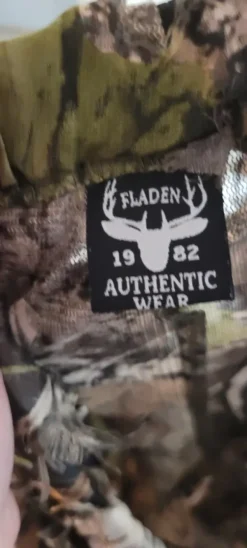 FLADEN
19 82
AUTHENTIC
WEAR